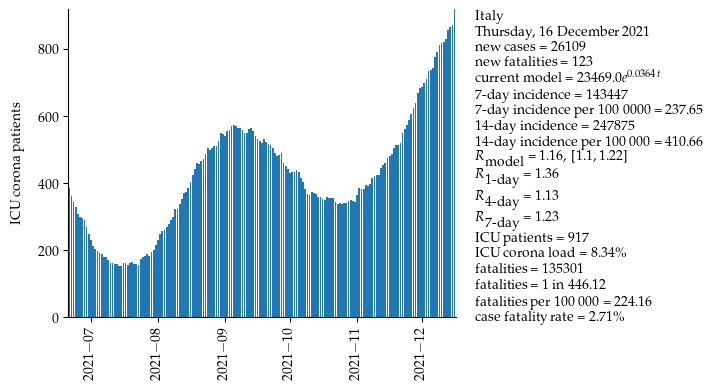 ICU corona patients
800
600
400
200
0
2021−07
2021−08
2021−09
2021−10
2021−11
2021−12
Italy
Thursday, 16 December 2021
new cases = 26109
new fatalities = 123
current model = 23469.0e^0.0364 t
7-day incidence = 143447
7-day incidence per 100 0000 = 237.65
14-day incidence = 247875
14-day incidence per 100 000 = 410.66
R_model = 1.16, [1.1, 1.22]
R_1-day = 1.36
R_4-day = 1.13
R_7-day = 1.23
ICU patients = 917
ICU corona load = 8.34%
fatalities = 135301
fatalities = 1 in 446.12
fatalities per 100 000 = 224.16
case fatality rate = 2.71%